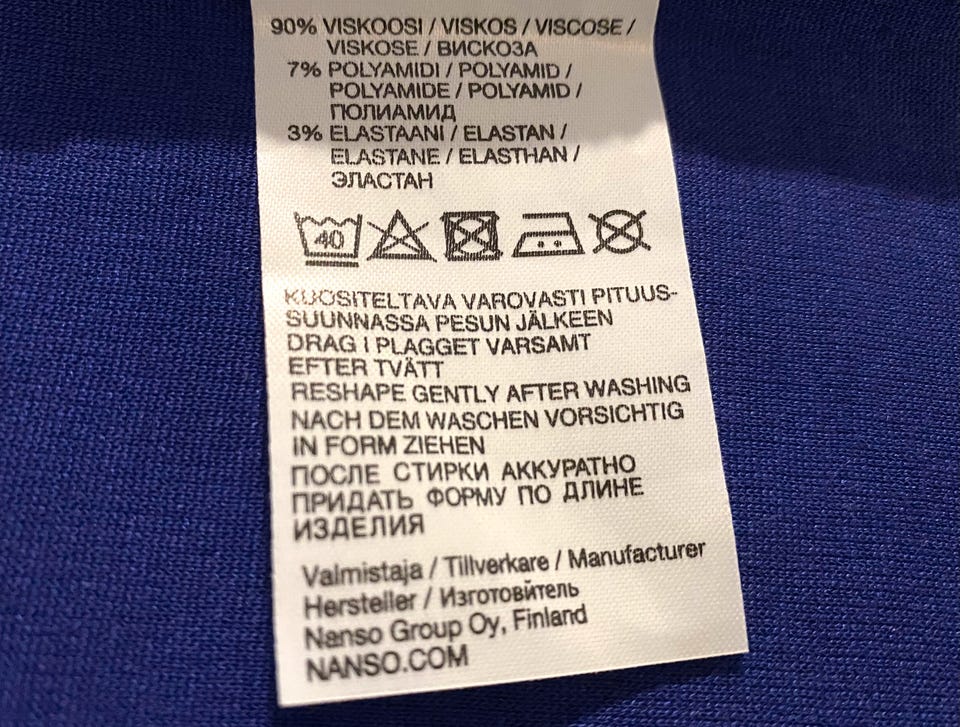 90% VISKOOSI / VISKOS / VISCOSE /
VISKOSE / ВИСКОЗА
7% POLYAMIDI / POLYAMID /
POLYAMIDE / POLYAMID /
ПОЛИАМИД
3% ELASTAANI / ELASTAN /
ELASTANE / ELASTHAN /
ЭЛАСТАН
40
KUOSITELTAVA VAROVASTI PITUUS-
SUUNNASSA PESUN JÄLKEEN
DRAG I PLAGGET VARSAMT
EFTER TVÄTT
RESHAPE GENTLY AFTER WASHING
NACH DEM WASCHEN VORSICHTIG
IN FORM ZIEHEN
ПОСЛЕ СТИРКИ АККУРАТНО
ПРИДАТЬ ФОРМУ ПО ДЛИНЕ
ИЗДЕЛИЯ
Valmistaja / Tillverkare / Manufacturer
Hersteller / Изготовйтель
Nanso Group Oy, Finland
NANSO.COM